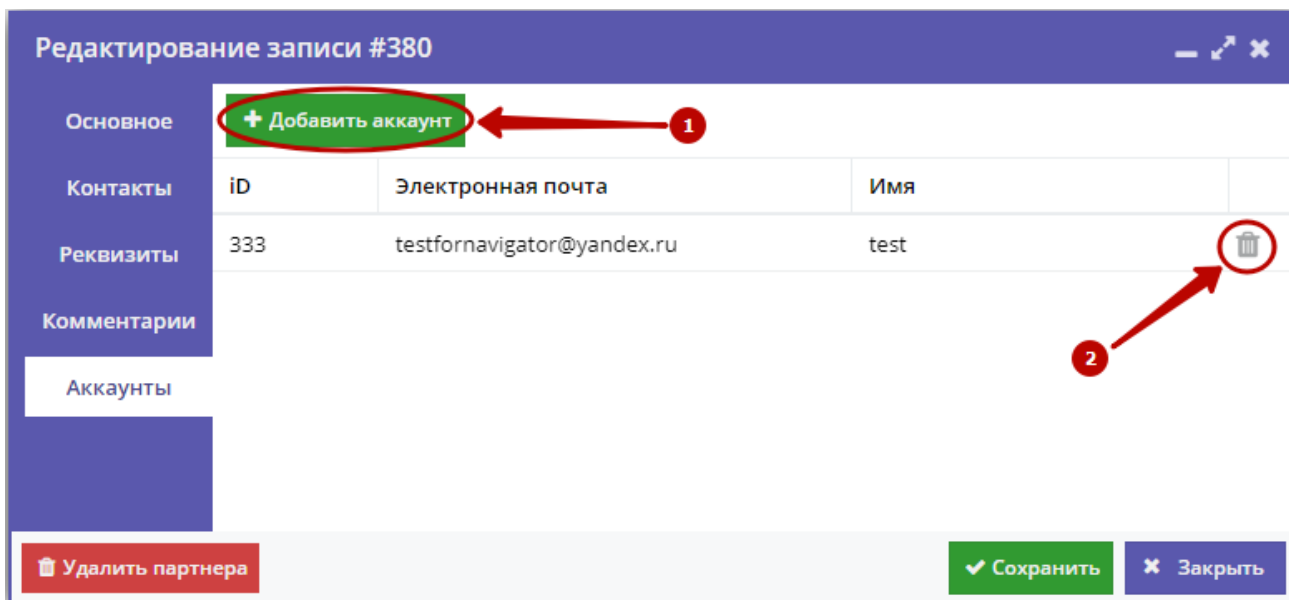 Редактирование записи #380
Основное
Контакты
Реквизиты
Комментарии
Аккаунты
Добавить аккаунт
1
iD Электронная почта Имя
333 testfornavigator@yandex.ru test
2
Удалить партнера
Сохранить
Закрыть